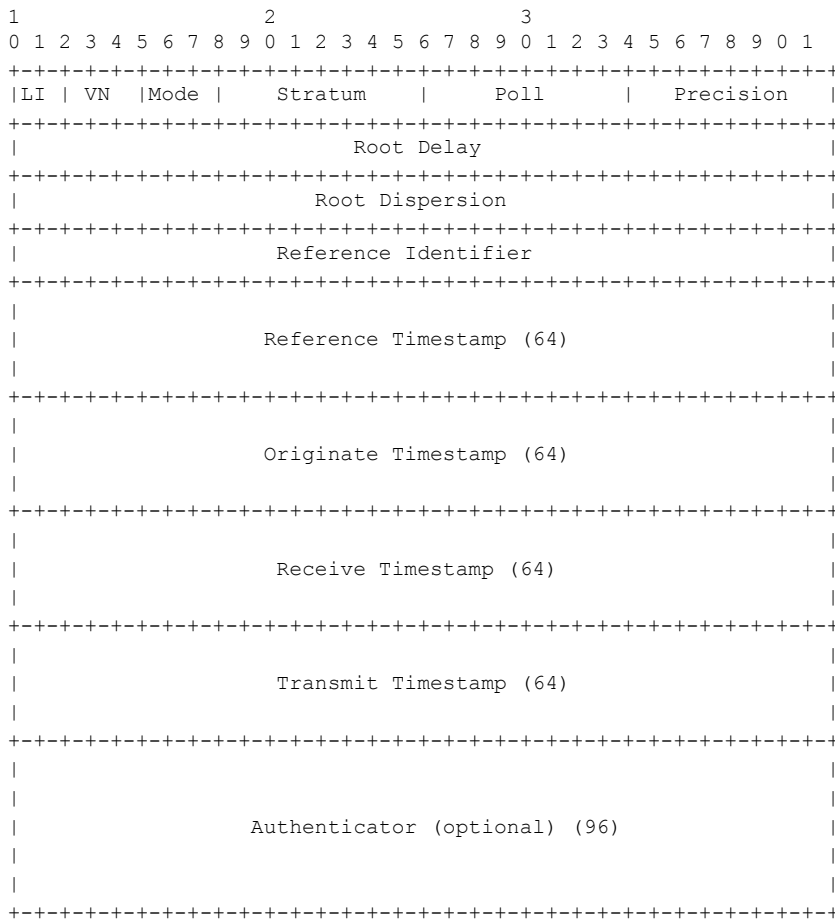 1                   2                   3
0 1 2 3 4 5 6 7 8 9 0 1 2 3 4 5 6 7 8 9 0 1 2 3 4 5 6 7 8 9 0 1
+-+-+-+-+-+-+-+-+-+-+-+-+-+-+-+-+-+-+-+-+-+-+-+-+-+-+-+-+-+-+-+-+
|LI | VN  |Mode |    Stratum    |     Poll      |   Precision   |
+-+-+-+-+-+-+-+-+-+-+-+-+-+-+-+-+-+-+-+-+-+-+-+-+-+-+-+-+-+-+-+-+
|                          Root Delay                           |
+-+-+-+-+-+-+-+-+-+-+-+-+-+-+-+-+-+-+-+-+-+-+-+-+-+-+-+-+-+-+-+-+
|                       Root Dispersion                         |
+-+-+-+-+-+-+-+-+-+-+-+-+-+-+-+-+-+-+-+-+-+-+-+-+-+-+-+-+-+-+-+-+
|                    Reference Identifier                       |
+-+-+-+-+-+-+-+-+-+-+-+-+-+-+-+-+-+-+-+-+-+-+-+-+-+-+-+-+-+-+-+-+
|                                                               |
|                   Reference Timestamp (64)                    |
|                                                               |
+-+-+-+-+-+-+-+-+-+-+-+-+-+-+-+-+-+-+-+-+-+-+-+-+-+-+-+-+-+-+-+-+
|                                                               |
|                   Originate Timestamp (64)                    |
|                                                               |
+-+-+-+-+-+-+-+-+-+-+-+-+-+-+-+-+-+-+-+-+-+-+-+-+-+-+-+-+-+-+-+-+
|                                                               |
|                    Receive Timestamp (64)                     |
|                                                               |
+-+-+-+-+-+-+-+-+-+-+-+-+-+-+-+-+-+-+-+-+-+-+-+-+-+-+-+-+-+-+-+-+
|                                                               |
|                    Transmit Timestamp (64)                    |
|                                                               |
+-+-+-+-+-+-+-+-+-+-+-+-+-+-+-+-+-+-+-+-+-+-+-+-+-+-+-+-+-+-+-+-+
|                                                               |
|                                                               |
|                  Authenticator (optional) (96)                |
|                                                               |
|                                                               |
+-+-+-+-+-+-+-+-+-+-+-+-+-+-+-+-+-+-+-+-+-+-+-+-+-+-+-+-+-+-+-+-+